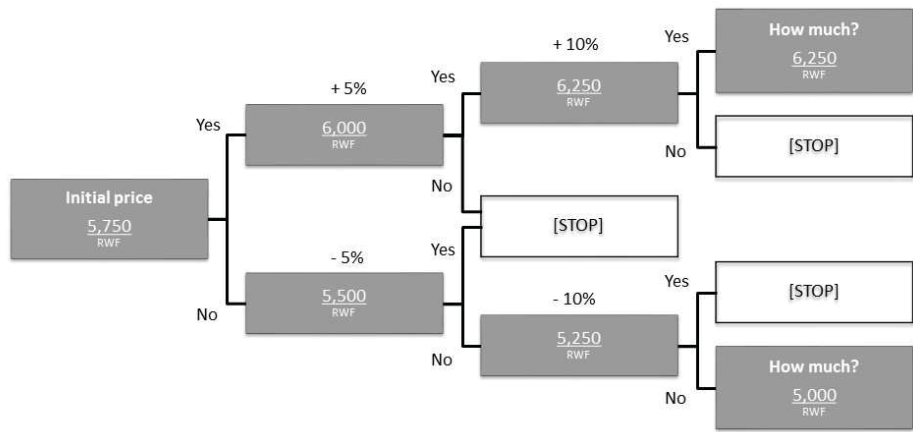 How much?
6,250
RWF
Yes
+ 10%
Yes
6,250
RWF
+ 5%
Yes
6,000
RWF
No
[STOP]
Initial price
5,750
RWF
No
[STOP]
Yes
- 5%
No
5,500
RWF
- 10%
Yes
[STOP]
No
5,250
RWF
How much?
5,000
RWF
No